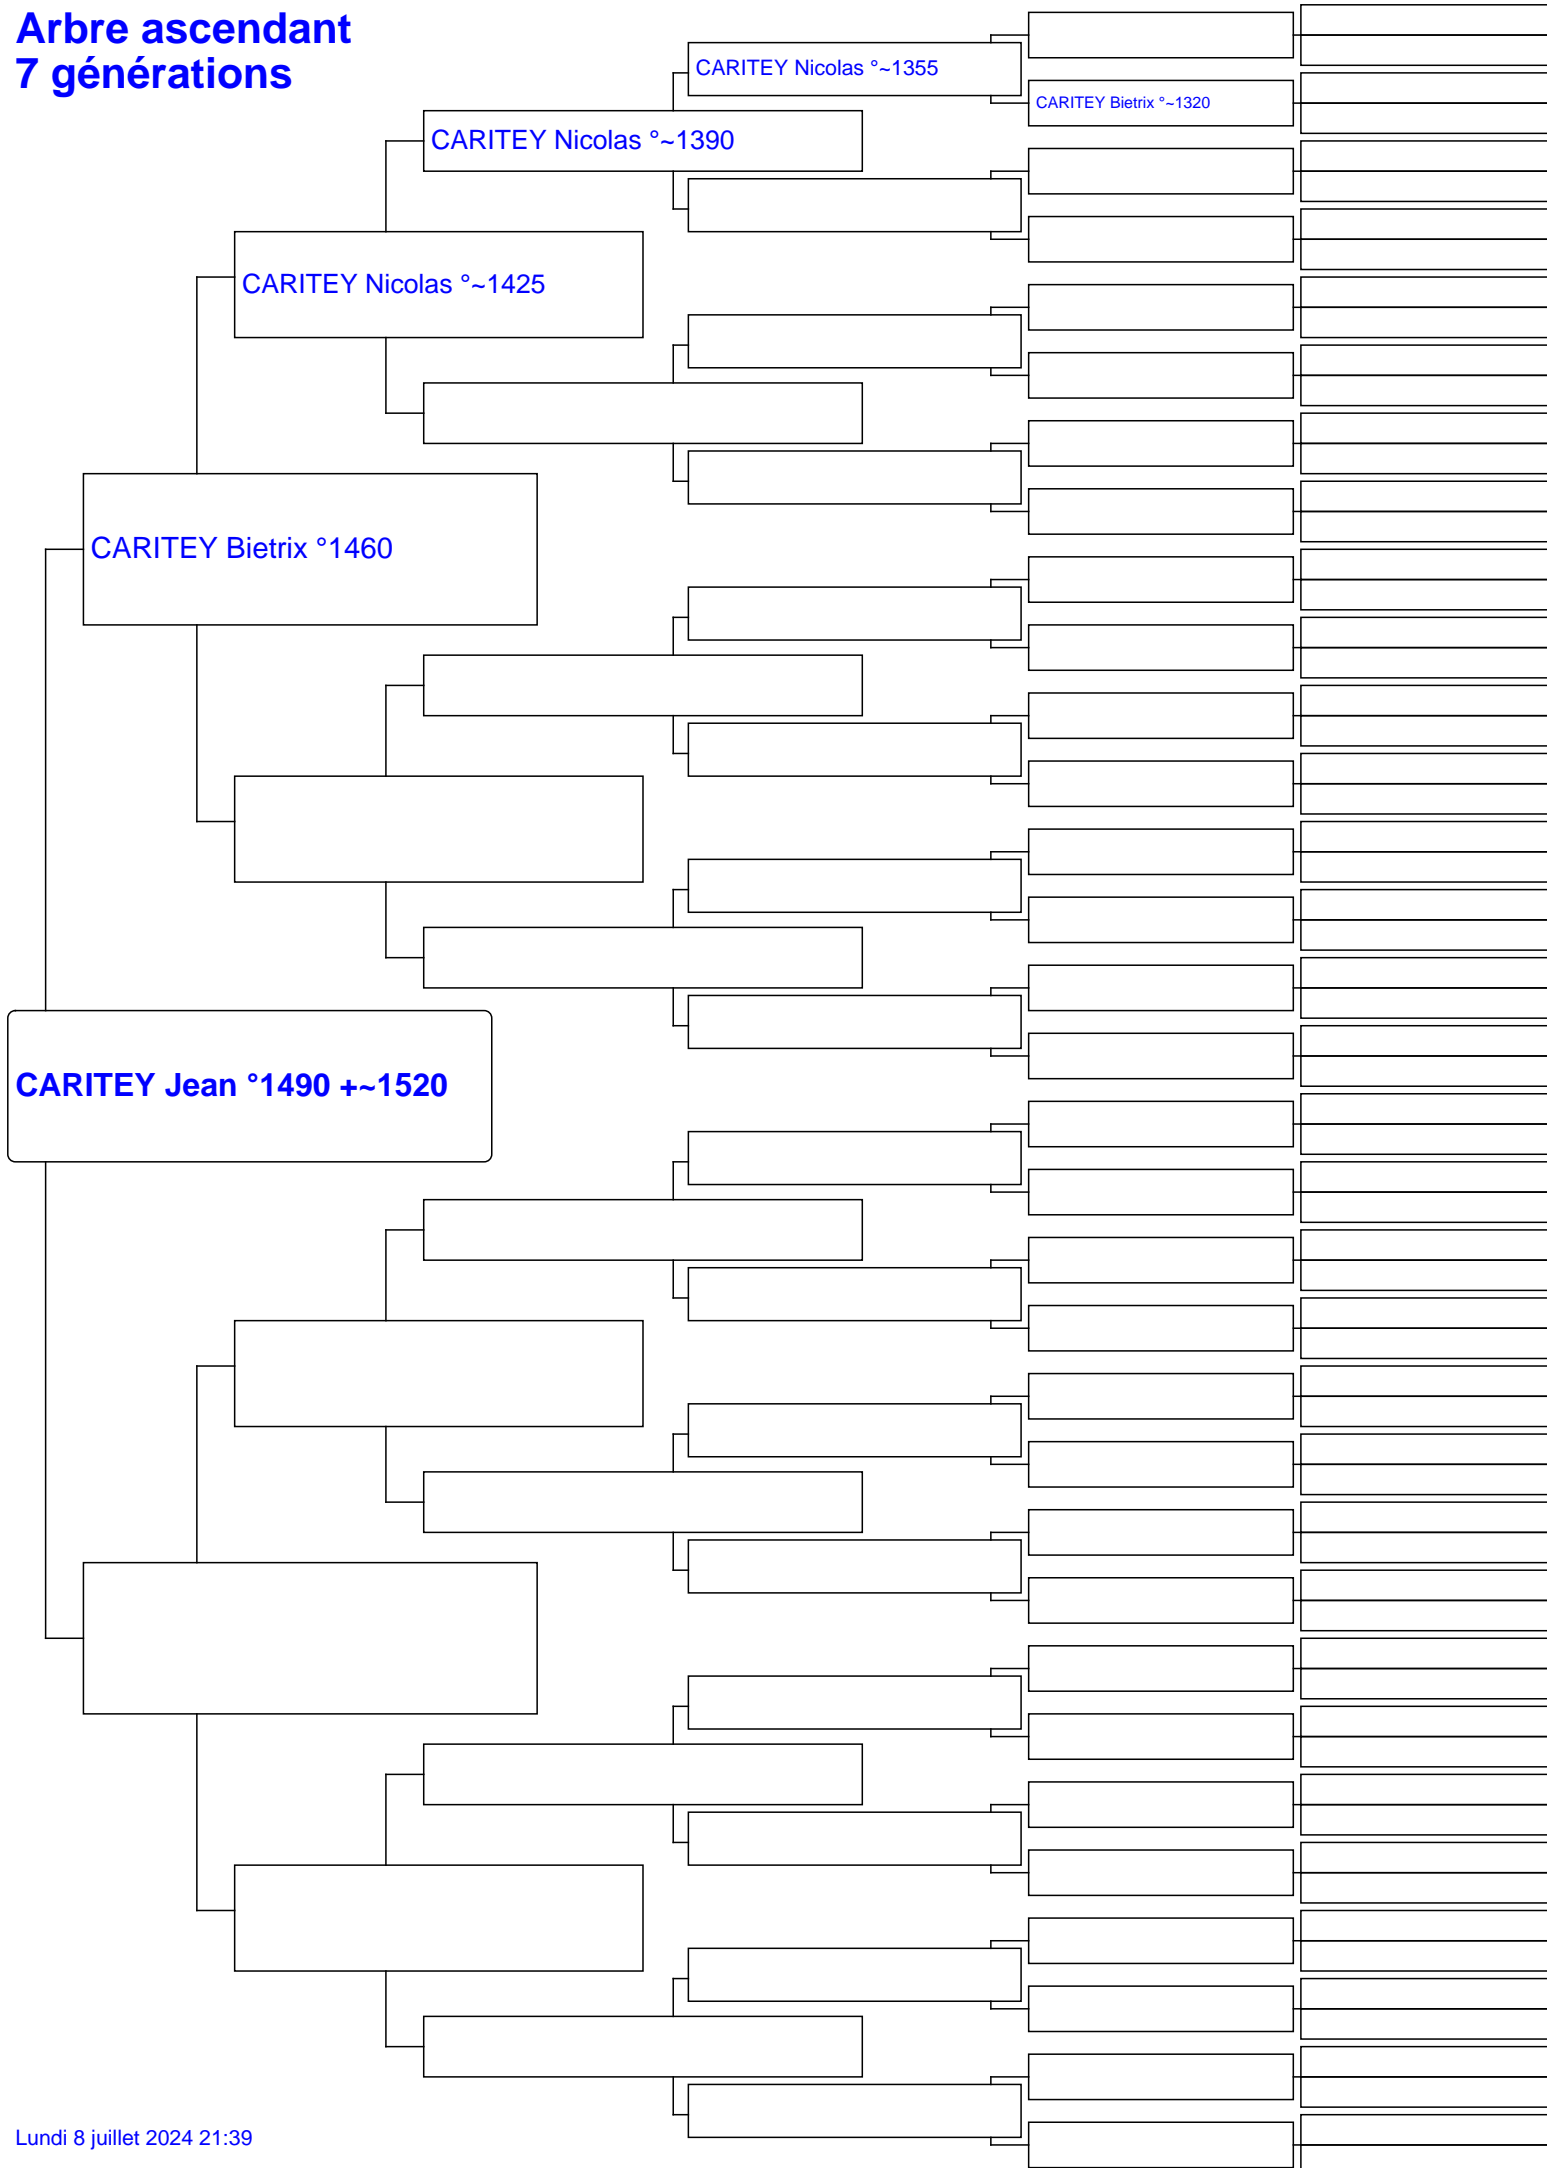 Arbre ascendant
7 générations
CARITEY Nicolas °~1355
CARITEY Bietrix °~1320
CARITEY Nicolas °~1390
CARITEY Nicolas °~1425
CARITEY Bietrix °1460
CARITEY Jean °1490 +~1520
Lundi 8 juillet 2024 21:39